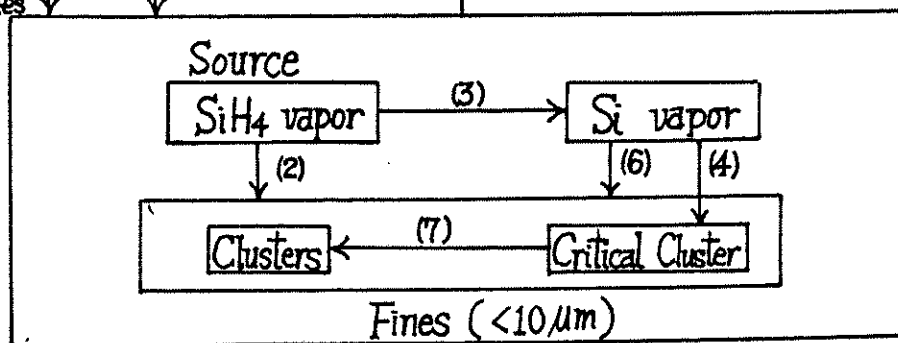 Source
SiH4 vapor
(3)
Si vapor
(2)
(6)
(4)
Clusters
(7)
Critical Cluster
Fines (<10 μm)